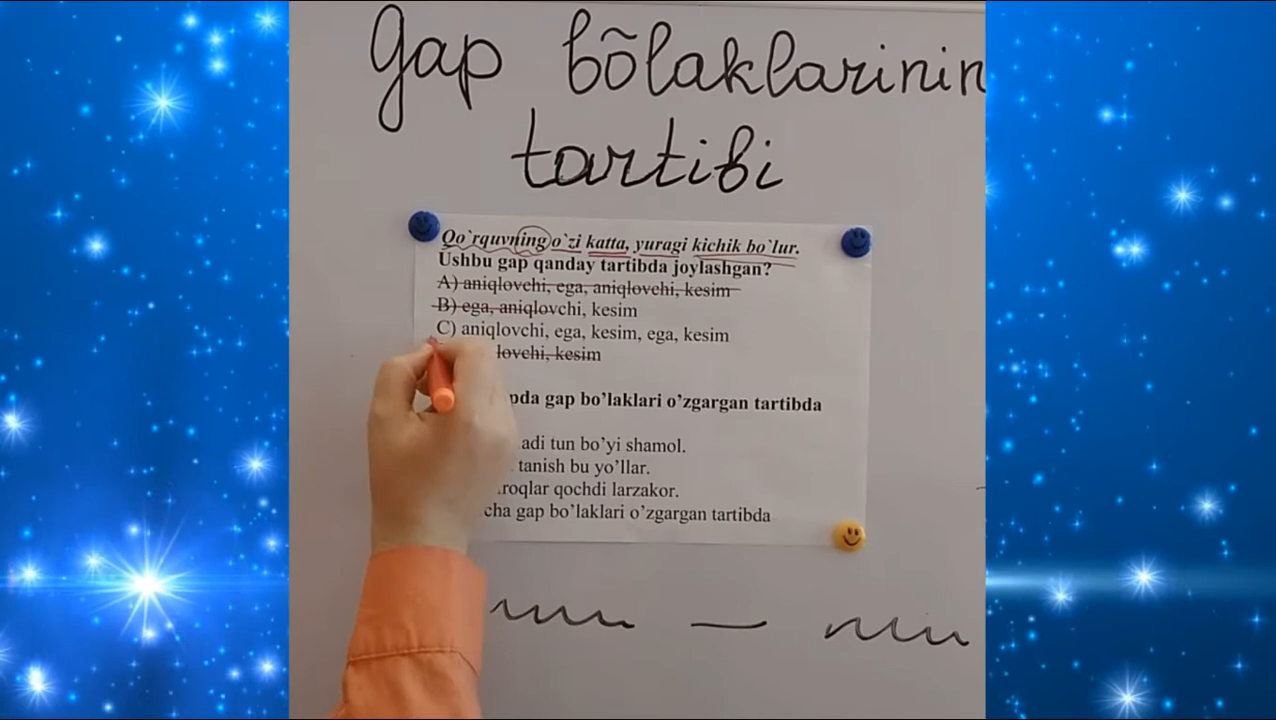 Gap bõlaklarinin
tartibi
Qo`rquvning o`zi katta, yuragi kichik bo`lur.
Ushbu gap qanday tartibda joylashgan?
A) aniqlovchi, ega, aniqlovchi, kesim
B) ega, aniqlovchi, kesim
C) aniqlovchi, ega, kesim, ega, kesim
lovchi, kesim
pda gap bo’laklari o’zgargan tartibda
adi tun bo’yi shamol.
tanish bu yo’llar.
roqlar qochdi larzakor.
cha gap bo’laklari o’zgargan tartibda